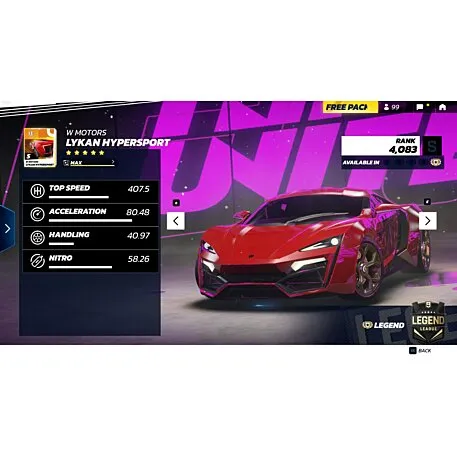 FREE PACK
99
W MOTORS
LYKAN HYPERSPORT
MAX
RANK
4,083
S
AVAILABLE IN
TOP SPEED 407.5
ACCELERATION 80.48
HANDLING 40.97
NITRO 58.26
LEGEND
9
LEGEND
LEAGUE
BACK